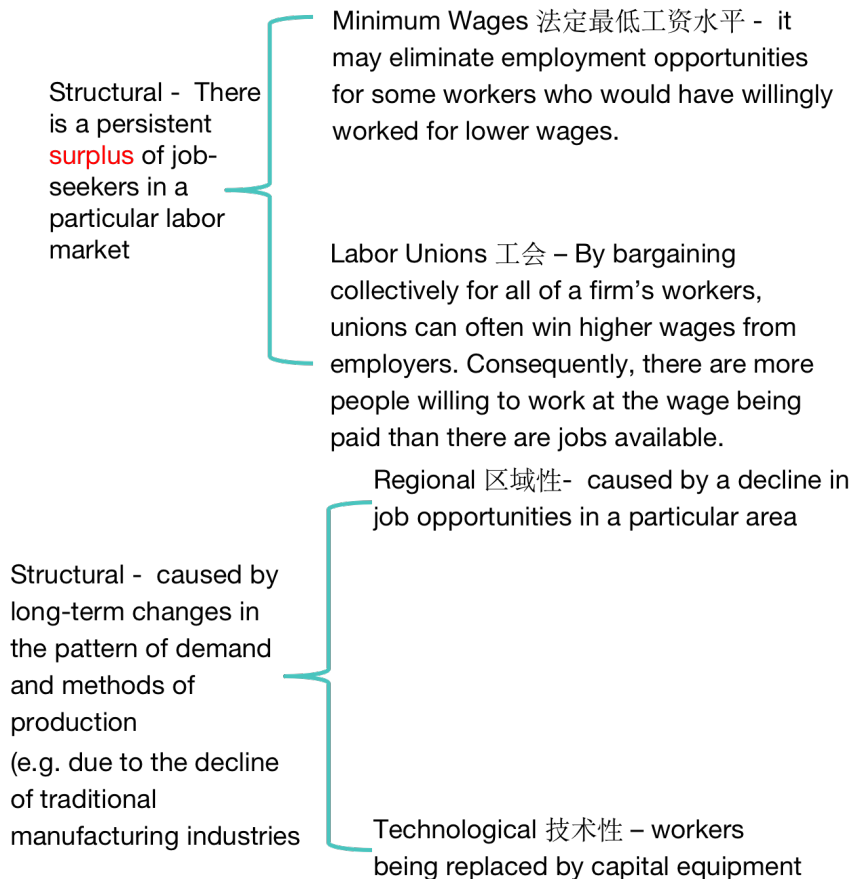 Structural -  There
is a persistent
surplus of job-
seekers in a
particular labor
market
Minimum Wages 法定最低工资水平 -  it
may eliminate employment opportunities
for some workers who would have willingly
worked for lower wages.
Labor Unions 工会 – By bargaining
collectively for all of a firm’s workers,
unions can often win higher wages from
employers. Consequently, there are more
people willing to work at the wage being
paid than there are jobs available.
Structural -  caused by
long-term changes in
the pattern of demand
and methods of
production
(e.g. due to the decline
of traditional
manufacturing industries
Regional 区域性-  caused by a decline in
job opportunities in a particular area
Technological 技术性 – workers
being replaced by capital equipment